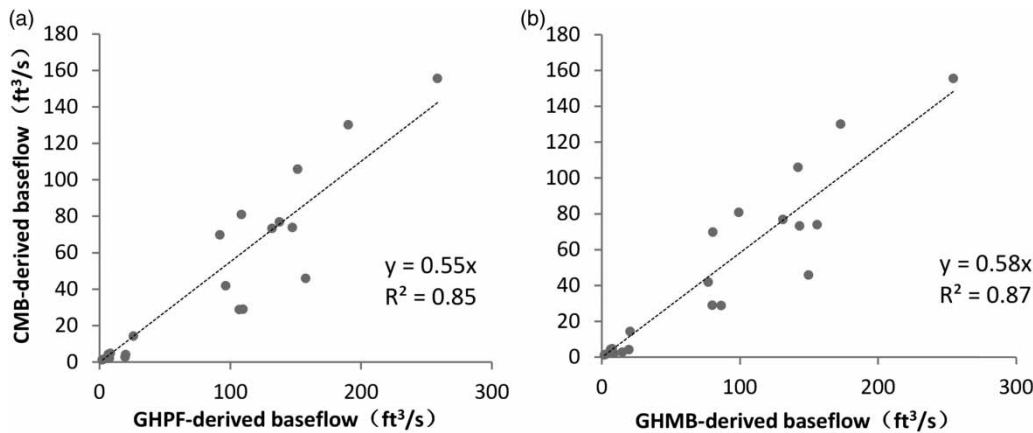 (a)
180
160
140
120
100
80
60
40
20
0
CMB-derived baseflow（ft³/s）
y = 0.55x
R² = 0.85
0 100 200 300
GHPF-derived baseflow（ft³/s）
(b)
180
160
140
120
100
80
60
40
20
0
y = 0.58x
R² = 0.87
0 100 200 300
GHMB-derived baseflow（ft³/s）